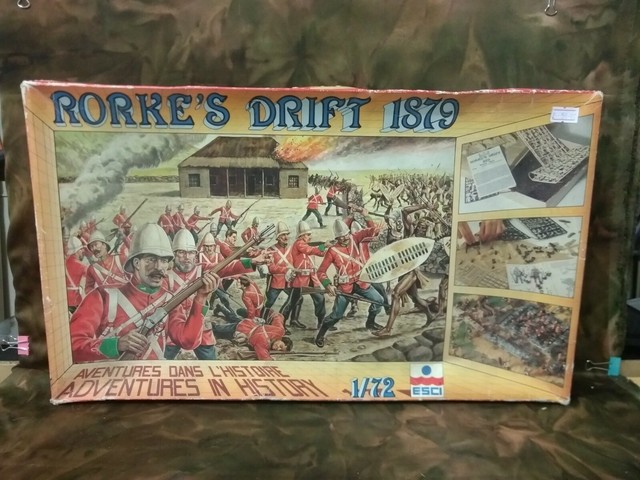 RORKE'S DRIFT 1879
AVENTURES DANS L'HISTOIRE
ADVENTURES IN HISTORY
1/72
ESCI